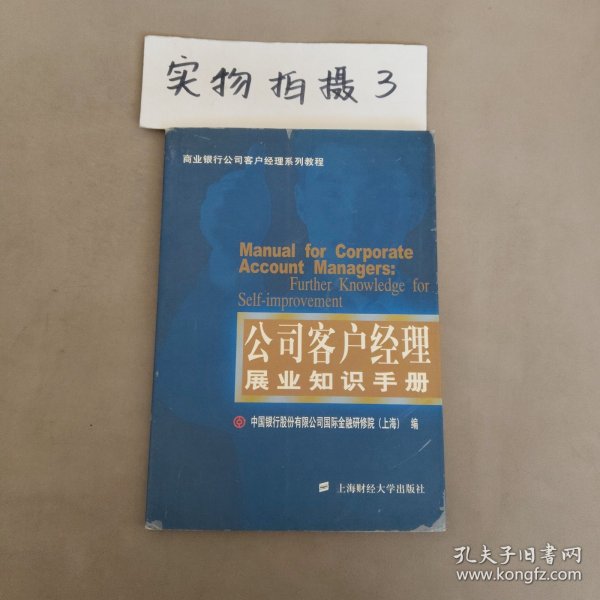 实物拍摄3
商业银行公司客户经理系列教程
Manual for Corporate
Account Managers:
Further Knowledge for
Self-improvement
公司客户经理
展业知识手册
中国银行股份有限公司国际金融研修院(上海) 编
上海财经大学出版社
孔夫子旧书网
www.kongfz.com